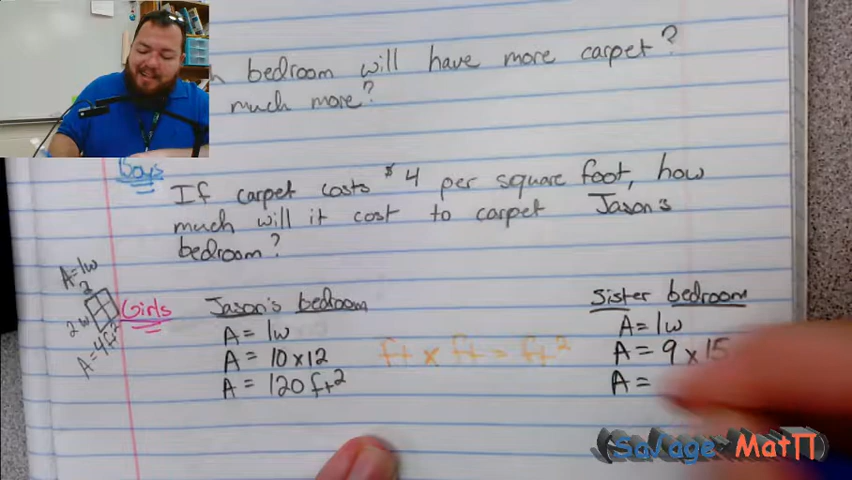 bedroom will have more carpet?
much more?
Boys
If carpet costs $4 per square foot, how
much will it cost to carpet Jason's
bedroom?
A=lw
2
2
A=4ft²
Girls
Jason's bedroom
A = lw
A = 10 x 12
A = 120 ft²
ft x ft = ft²
Sister bedroom
A = lw
A = 9 x 15
A =
Savage Math